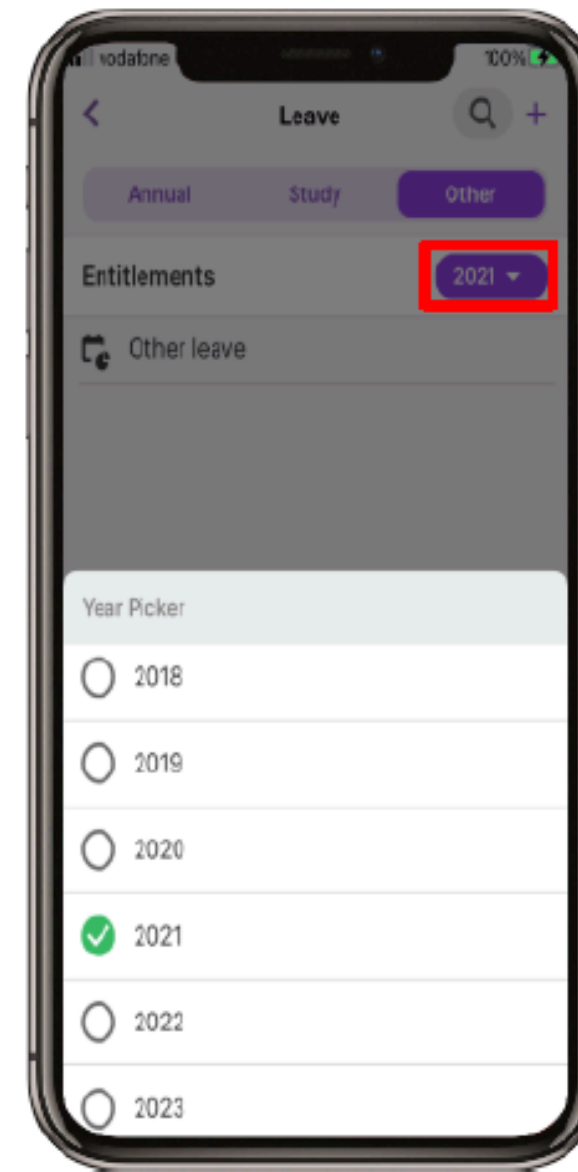 vodafone 100%
Leave
Annual Study Other
Entitlements 2021
Other leave
Year Picker
2018
2019
2020
2021
2022
2023